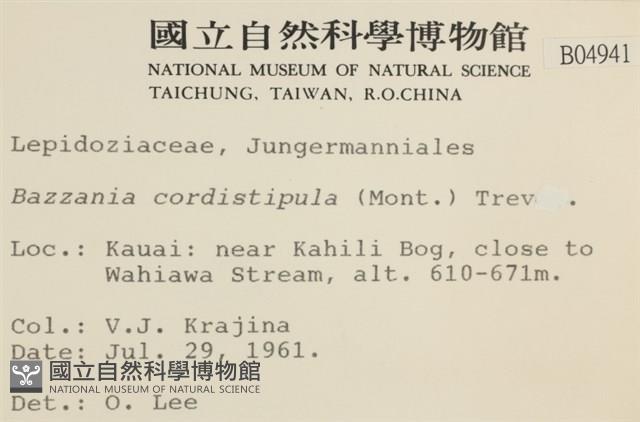 國立自然科學博物館
B04941
NATIONAL MUSEUM OF NATURAL SCIENCE
TAICHUNG, TAIWAN, R.O.CHINA
Lepidoziaceae, Jungermanniales
Bazzania cordistipula (Mont.) Trev.
Loc.: Kauai: near Kahili Bog, close to
Wahiawa Stream, alt. 610-671m.
Col.: V.J. Krajina
Date: Jul. 29, 1961.
國立自然科學博物館
NATIONAL MUSEUM OF NATURAL SCIENCE
Det.: O. Lee